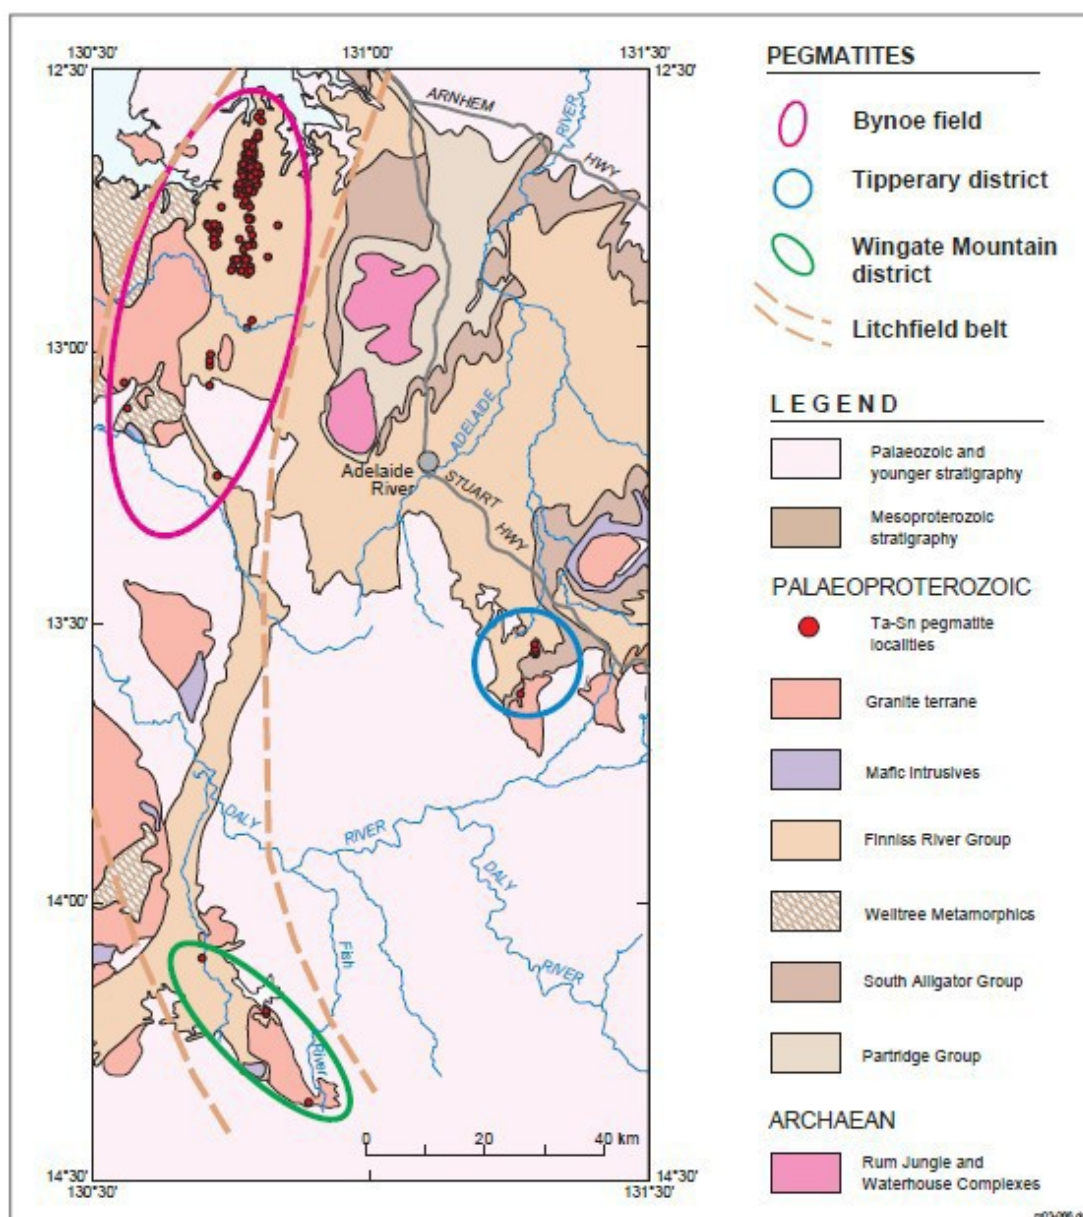 130°30'
131°00'
131°30'
12°30'
12°30'
ARNHEM
HWY
RIVER
ADELAIDE
13°00'
Adelaide
River
STUART
HWY
13°30'
DALY
RIVER
DALY
RIVER
14°00'
Fish
River
0 20 40 km
14°30'
14°30'
130°30'
131°30'
PEGMATITES
Bynoe field
Tipperary district
Wingate Mountain
district
Litchfield belt
LEGEND
Palaeozoic and
younger stratigraphy
Mesoproterozoic
stratigraphy
PALAEOPROTEROZOIC
Ta-Sn pegmatite
localities
Granite terrane
Mafic intrusives
Finniss River Group
Welltree Metamorphics
South Alligator Group
Partridge Group
ARCHAEAN
Rum Jungle and
Waterhouse Complexes